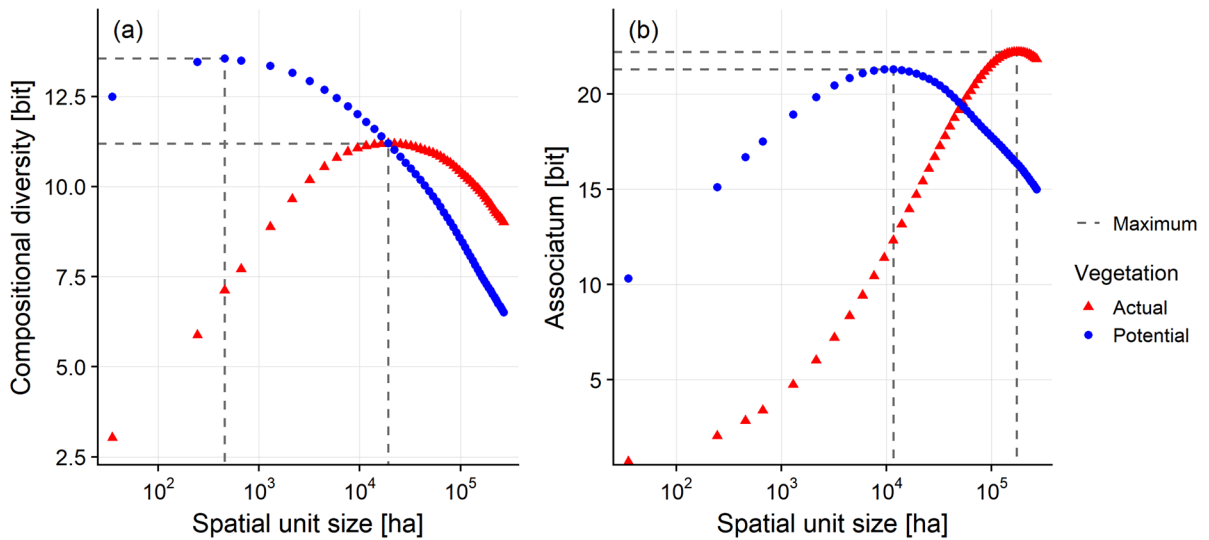 (a)
Compositional diversity [bit]
12.5
10.0
7.5
5.0
2.5
10² 10³ 10⁴ 10⁵
Spatial unit size [ha]
(b)
Associatum [bit]
20
15
10
5
10² 10³ 10⁴ 10⁵
Spatial unit size [ha]
Maximum
Vegetation
Actual
Potential